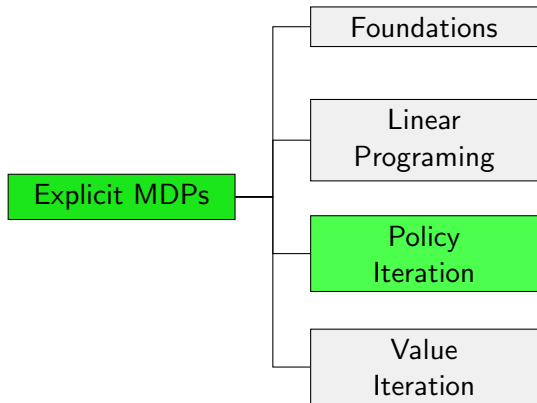 Foundations
Linear
Programing
Explicit MDPs
Policy
Iteration
Value
Iteration